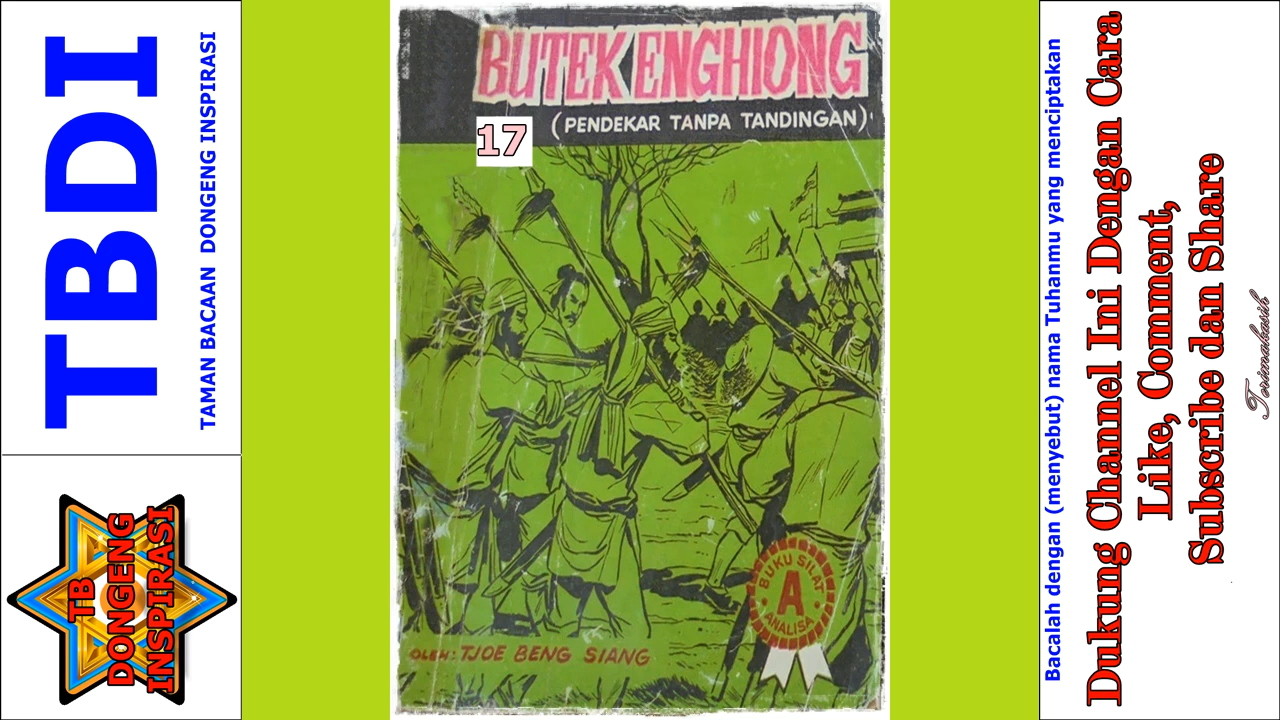 TBDI
TAMAN BACAAN DONGENG INSPIRASI
TB
DONGENG
INSPIRASI
BUTEK ENGHIONG
(PENDEKAR TANPA TANDINGAN)
17
BUKU SILAT
A
ANALISA
OLEH: TJOE BENG SIANG
Bacalah dengan (menyebut) nama Tuhanmu yang menciptakan
Dukung Channel Ini Dengan Cara
Like, Comment,
Subscribe dan Share
Terimakasih